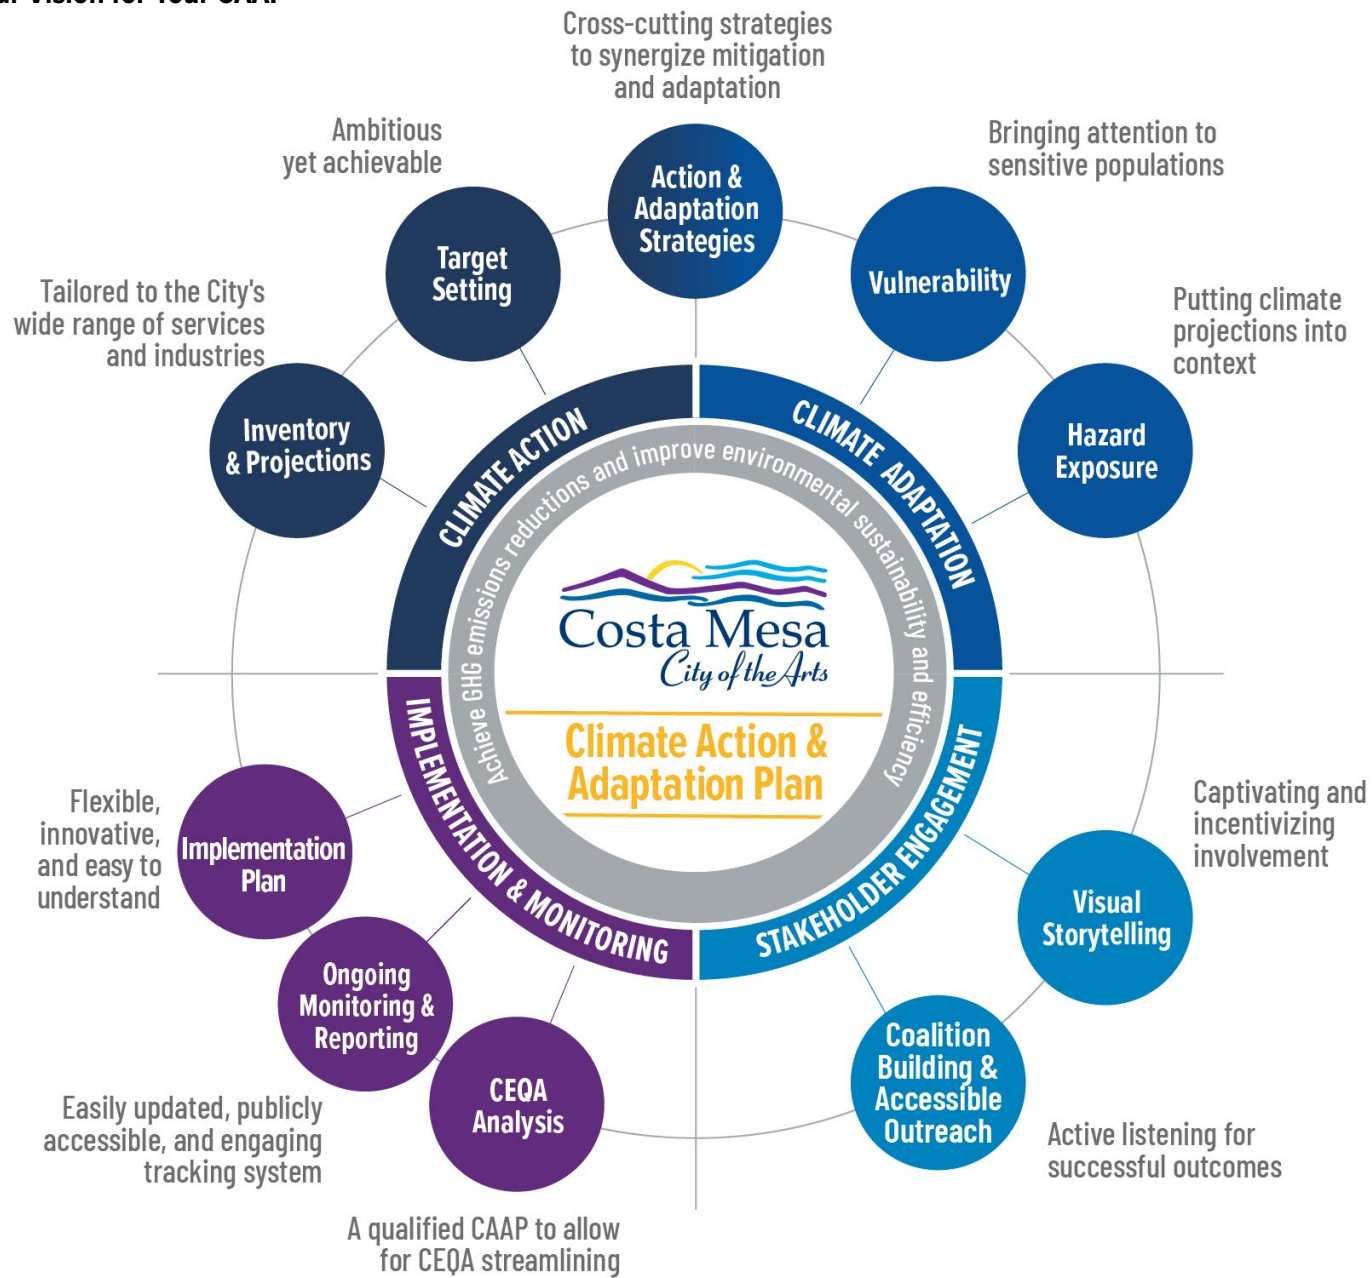 Vision for Your CAAP
Cross-cutting strategies
to synergize mitigation
and adaptation
Ambitious
yet achievable
Bringing attention to
sensitive populations
Action &
Adaptation
Strategies
Target
Setting
Vulnerability
Tailored to the City's
wide range of services
and industries
Putting climate
projections into
context
Inventory
& Projections
Hazard
Exposure
CLIMATE ACTION
CLIMATE ADAPTATION
Achieve GHG emissions reductions and improve environmental sustainability and efficiency
Costa Mesa
City of the Arts
Climate Action &
Adaptation Plan
IMPLEMENTATION & MONITORING
STAKEHOLDER ENGAGEMENT
Flexible,
innovative,
and easy to
understand
Implementation
Plan
Captivating and
incentivizing
involvement
Visual
Storytelling
Ongoing
Monitoring &
Reporting
Coalition
Building &
Accessible
Outreach
CEQA
Analysis
Easily updated, publicly
accessible, and engaging
tracking system
Active listening for
successful outcomes
A qualified CAAP to allow
for CEQA streamlining